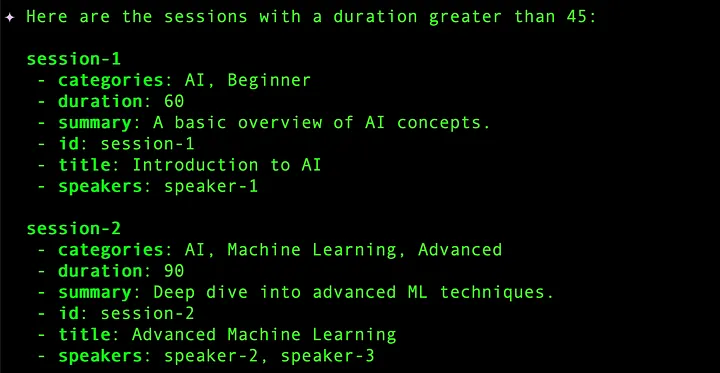 ✦ Here are the sessions with a duration greater than 45:
session-1
- categories: AI, Beginner
- duration: 60
- summary: A basic overview of AI concepts.
- id: session-1
- title: Introduction to AI
- speakers: speaker-1
session-2
- categories: AI, Machine Learning, Advanced
- duration: 90
- summary: Deep dive into advanced ML techniques.
- id: session-2
- title: Advanced Machine Learning
- speakers: speaker-2, speaker-3